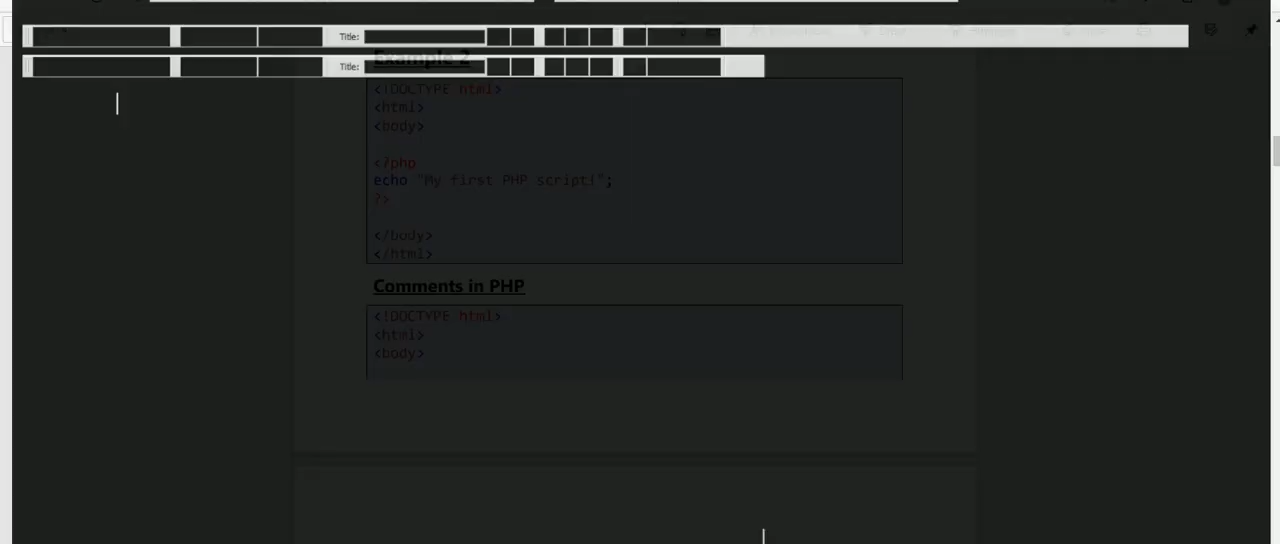 Title:
Title:
Example 2
<!DOCTYPE html>
<html>
<body>
<?php
echo "My first PHP script!";
?>
</body>
</html>
Comments in PHP
<!DOCTYPE html>
<html>
<body>